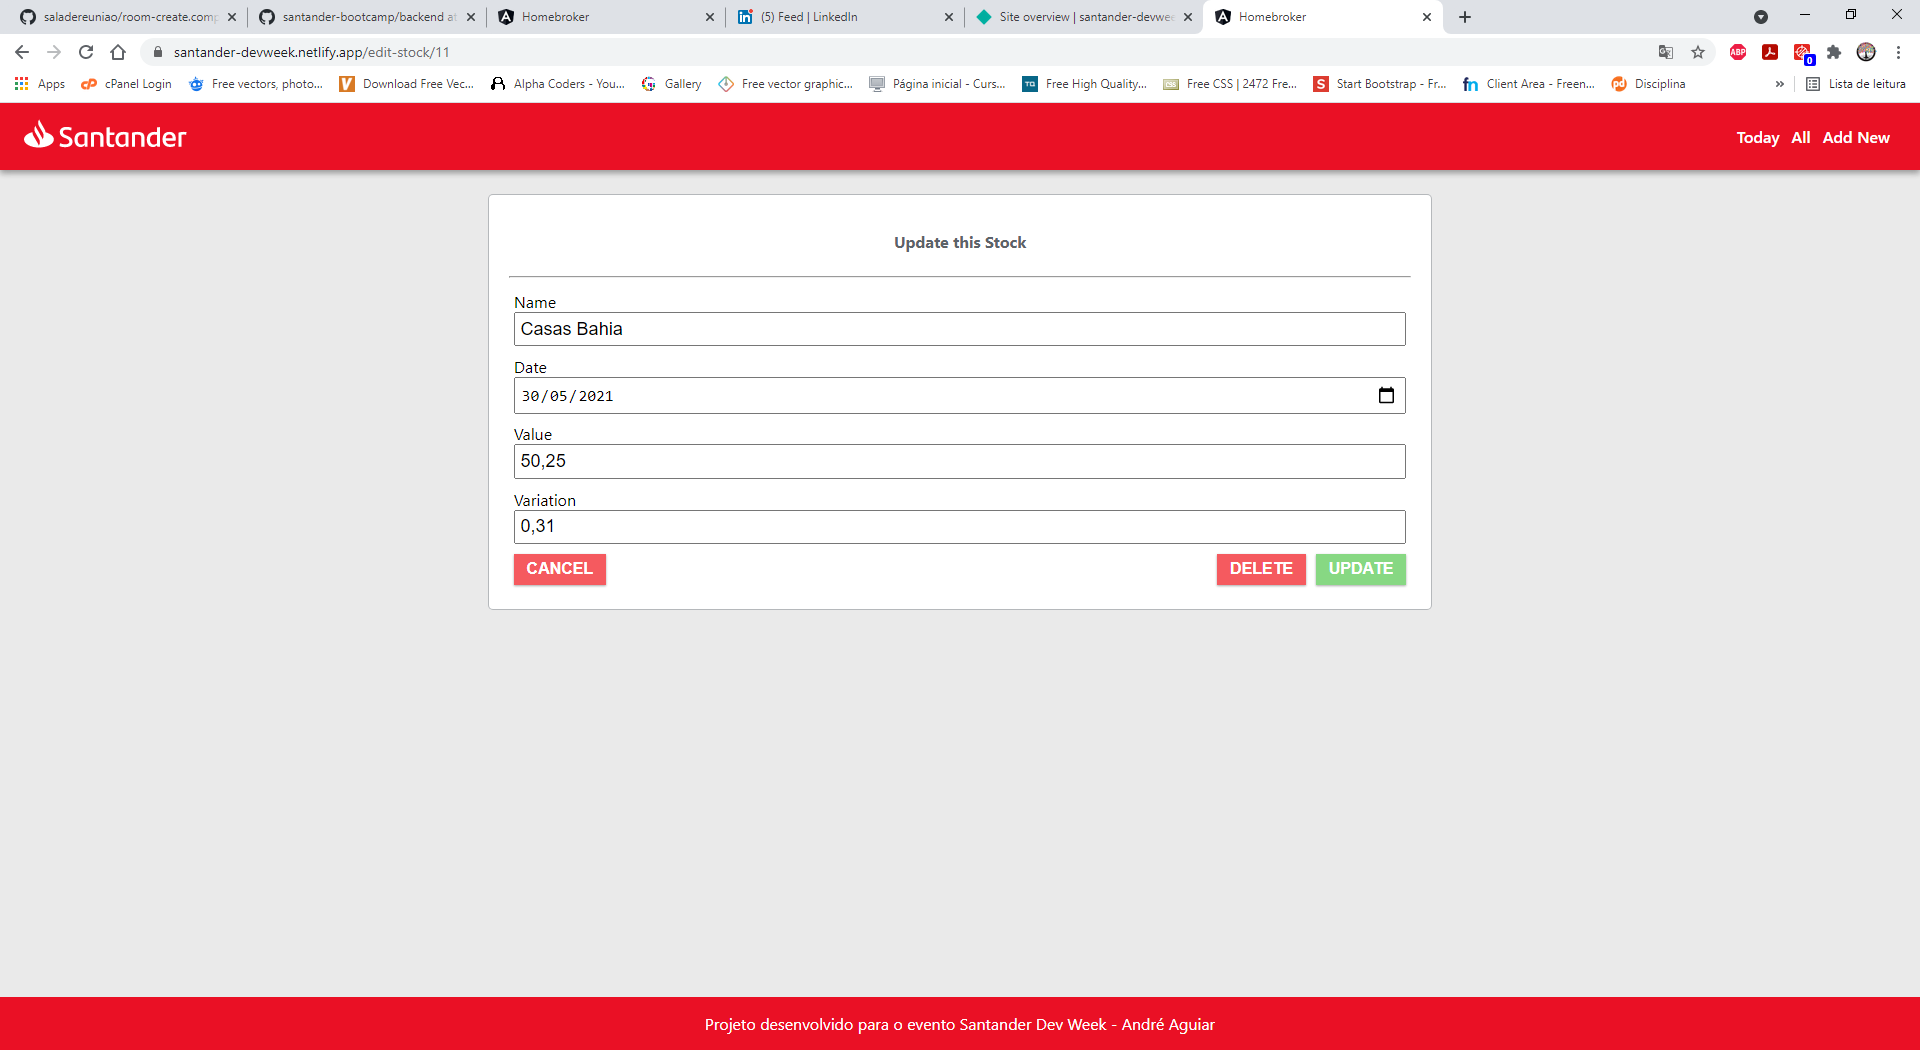 saladereuniao/room-create.comp
santander-bootcamp/backend at
Homebroker
(5) Feed | LinkedIn
Site overview | santander-devwee
Homebroker
santander-devweek.netlify.app/edit-stock/11
ABP
0
Apps
cPanel Login
Free vectors, photo...
Download Free Vec...
Alpha Coders - You...
Gallery
Free vector graphic...
Página inicial - Curs...
Free High Quality...
Free CSS | 2472 Fre...
Start Bootstrap - Fr...
Client Area - Freen...
Disciplina
»
Lista de leitura
Santander
Today All Add New
Update this Stock
Name
Casas Bahia
Date
30/05/2021
Value
50,25
Variation
0,31
CANCEL
DELETE
UPDATE
Projeto desenvolvido para o evento Santander Dev Week - André Aguiar